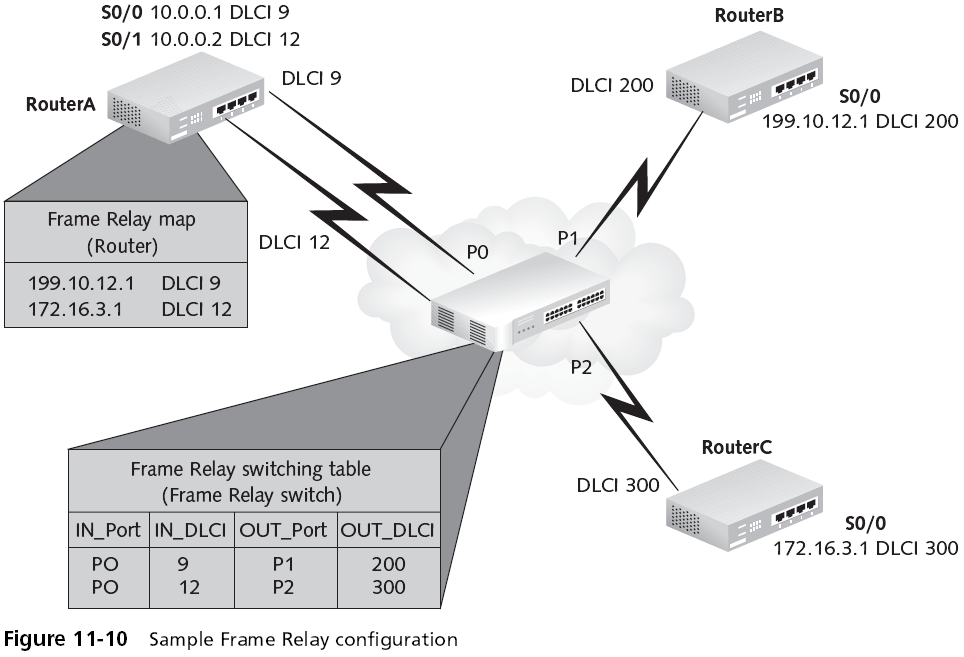 S0/0 10.0.0.1 DLCI 9
S0/1 10.0.0.2 DLCI 12
RouterA
DLCI 9
RouterB
DLCI 200
S0/0
199.10.12.1 DLCI 200
Frame Relay map
(Router)
199.10.12.1 DLCI 9
172.16.3.1 DLCI 12
DLCI 12
P0
P1
P2
RouterC
DLCI 300
S0/0
172.16.3.1 DLCI 300
Frame Relay switching table
(Frame Relay switch)
IN_Port IN_DLCI OUT_Port OUT_DLCI
PO 9 P1 200
PO 12 P2 300
Figure 11-10 Sample Frame Relay configuration